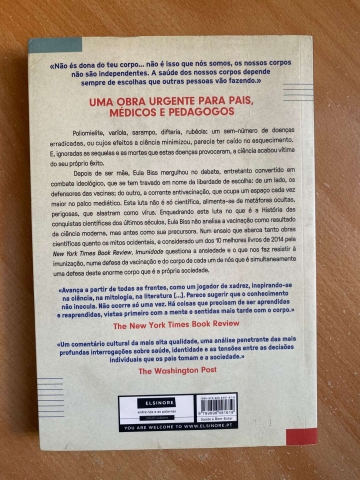 «Não és dona do teu corpo... não é isso que nós somos, os nossos corpos
não são independentes. A saúde dos nossos corpos depende
sempre de escolhas que outras pessoas vão fazendo.»
UMA OBRA URGENTE PARA PAIS,
MÉDICOS E PEDAGOGOS
Poliomielite, varíola, sarampo, difteria, rubéola: um sem-número de doenças
erradicadas, ou cujos efeitos a ciência minimizou, parecia ter caído no esquecimento.
E, ignoradas as sequelas e as mortes que estas doenças provocaram, a ciência acabou vítima
do seu próprio êxito.
Depois de ser mãe, Eula Biss mergulhou no debate, entretanto convertido em
combate ideológico, que se tem travado em nome da liberdade de escolha: de um lado, os
defensores das vacinas; do outro, a corrente antivacinação, que ocupa um espaço cada vez
maior no palco mediático. Esta luta não é só científica, alimenta-se de metáforas ocultas,
perigosas, que alastram como vírus. Enquadrando esta luta no que é a História das
conquistas científicas dos últimos séculos, Eula Biss não analisa a vacinação como resultado
da ciência moderna, mas antes como sua precursora. Num ensaio que abarca tanto obras
científicas quanto os mitos ocidentais, e considerado um dos 10 melhores livros de 2014 pela
New York Times Book Review, Imunidade questiona a ansiedade e o que nos fez resistir à
imunização, numa defesa da vacinação e do corpo de cada um de nós que é simultaneamente
uma defesa deste enorme corpo que é a própria sociedade.
«Avança a partir de todas as frentes, como um jogador de xadrez, inspirando-se
na ciência, na mitologia, na literatura [...]. Parece sugerir que o conhecimento
não inocula. Não ocorre só uma vez. Há coisas que precisam de ser aprendidas
e reaprendidas, vistas primeiro com a mente e sentidas mais tarde com o corpo.»
The New York Times Book Review
«Um comentário cultural da mais alta qualidade, uma análise penetrante das mais
profundas interrogações sobre saúde, identidade e as tensões entre as decisões
individuais que os pais tomam e a sociedade.»
The Washington Post
ELSINORE
YOU ARE WELCOME TO WWW.ELSINORE.PT